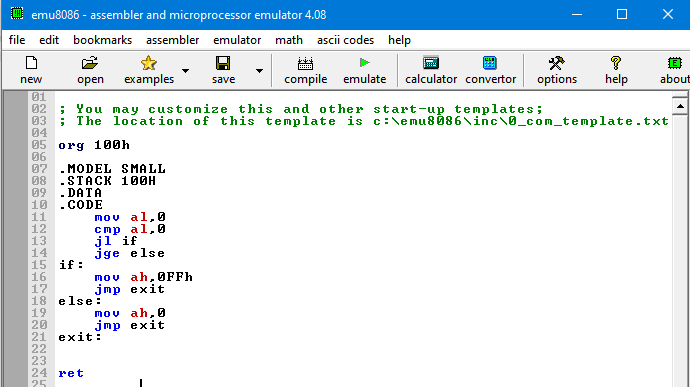 emu8086 - assembler and microprocessor emulator 4.08
file edit bookmarks assembler emulator math ascii codes help
new open examples save compile emulate calculator convertor options help about
01
02 ; You may customize this and other start-up templates;
03 ; The location of this template is c:\emu8086\inc\0_com_template.txt
04
05 org 100h
06
07 .MODEL SMALL
08 .STACK 100H
09 .DATA
10 .CODE
11 mov al,0
12 cmp al,0
13 jl if
14 jge else
15 if:
16 mov ah,0FFh
17 jmp exit
18 else:
19 mov ah,0
20 jmp exit
21 exit:
22
23
24 ret
25